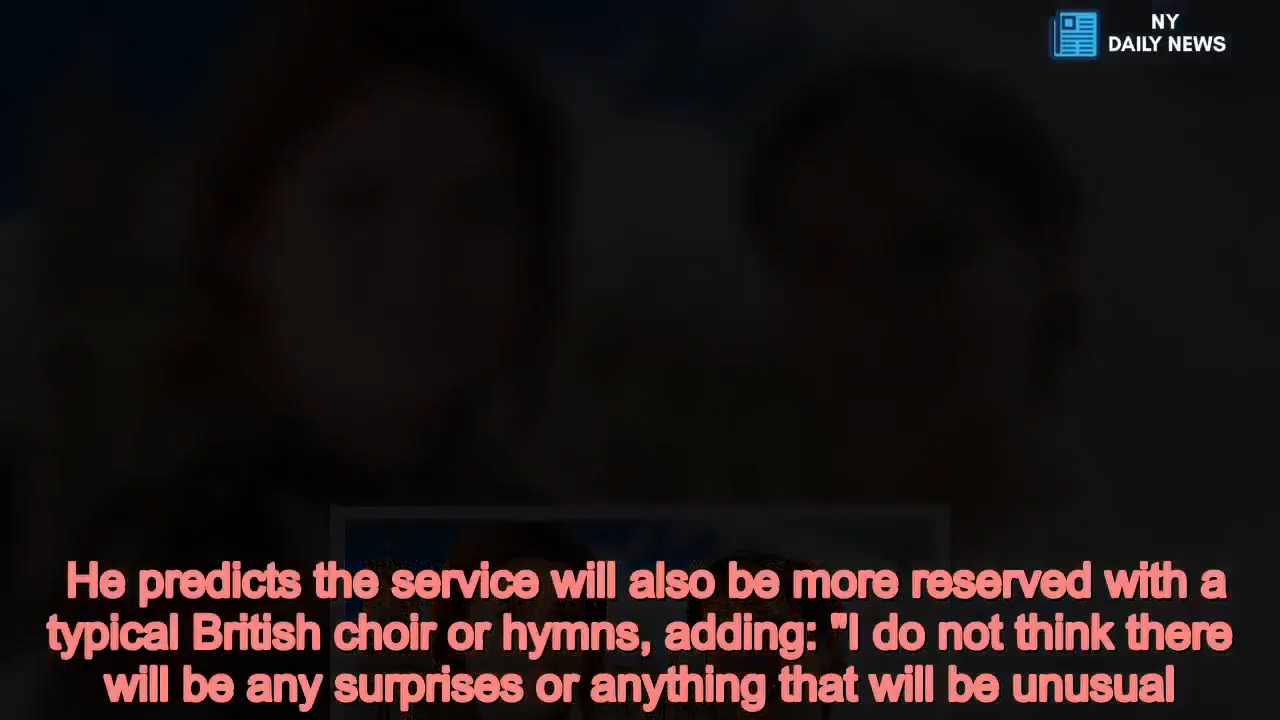 NY
DAILY NEWS
He predicts the service will also be more reserved with a
typical British choir or hymns, adding: "I do not think there
will be any surprises or anything that will be unusual